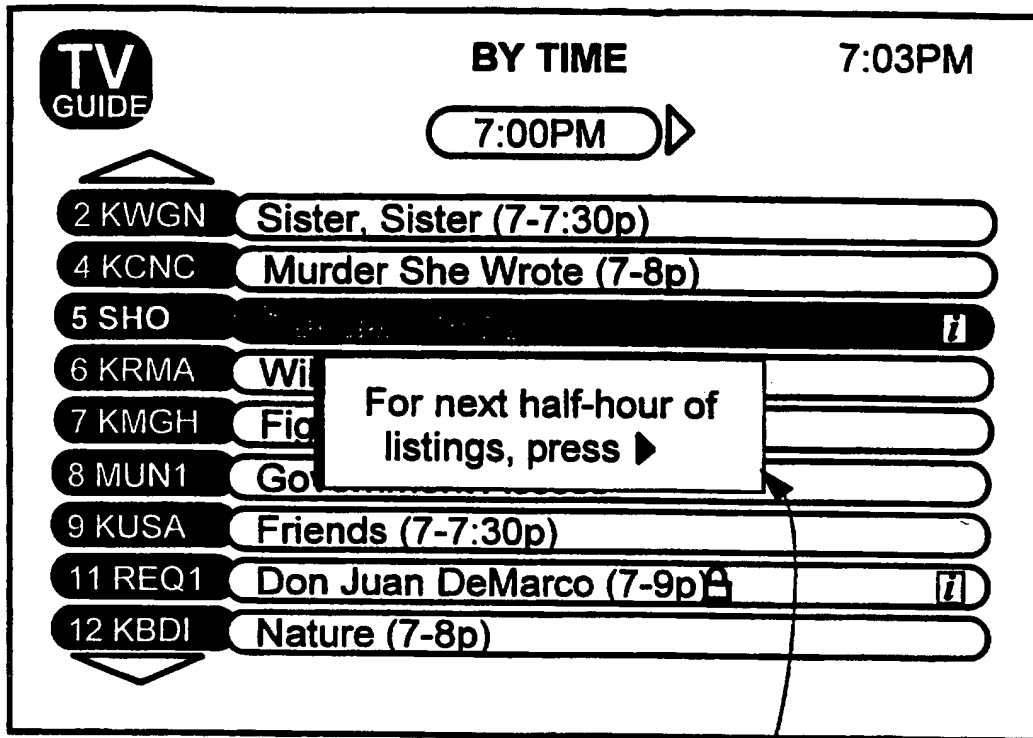 TV
GUIDE
BY TIME
7:03PM
7:00PM
2 KWGN Sister, Sister (7-7:30p)
4 KCNC Murder She Wrote (7-8p)
5 SHO i
6 KRMA
7 KMGH
8 MUN1
For next half-hour of
listings, press ▶
9 KUSA Friends (7-7:30p)
11 REQ1 Don Juan DeMarco (7-9p) i
12 KBDI Nature (7-8p)